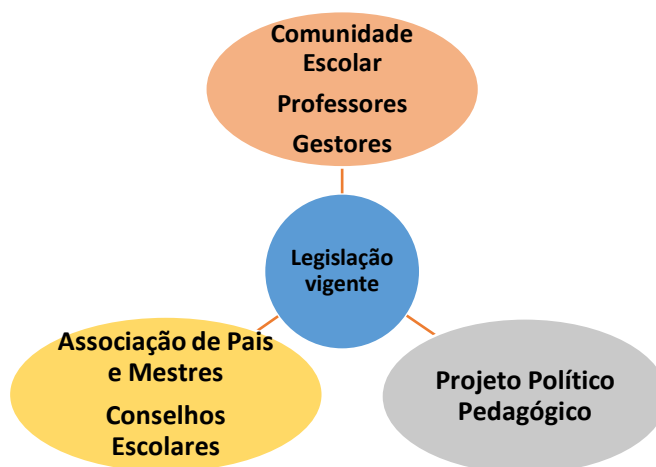 Comunidade
Escolar
Professores
Gestores
Legislação
vigente
Associação de Pais
e Mestres
Conselhos
Escolares
Projeto Político
Pedagógico